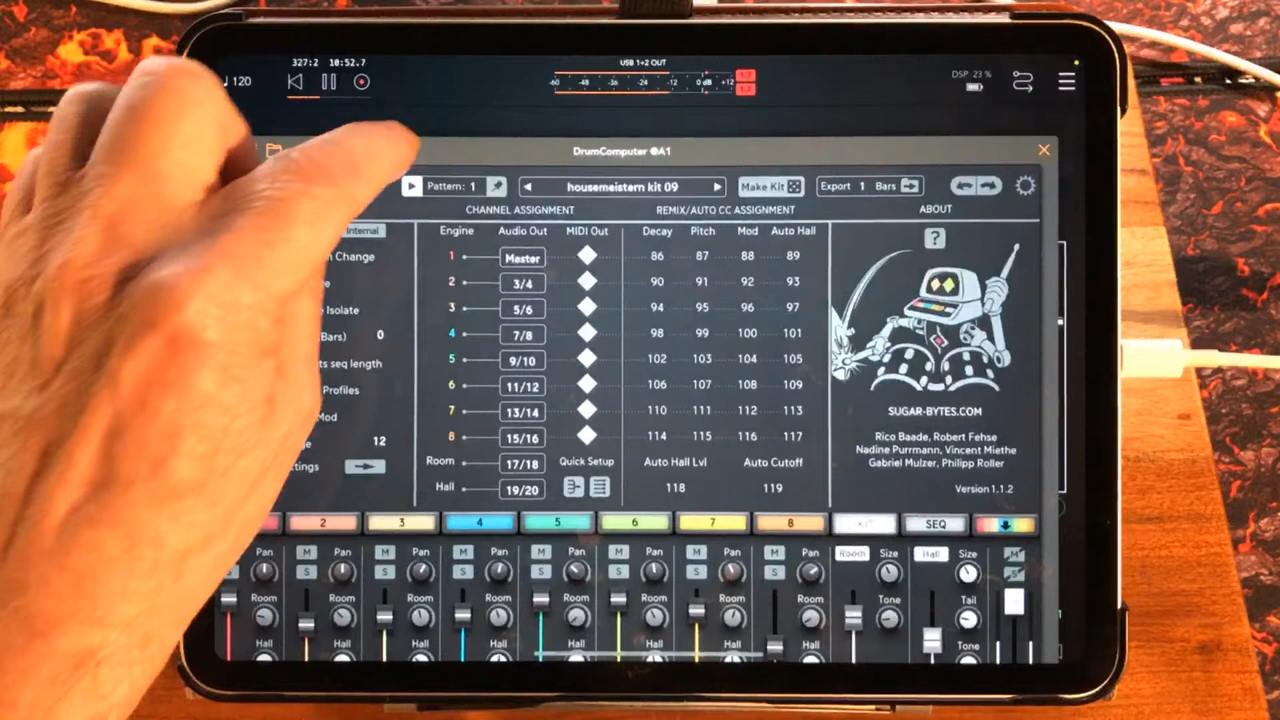 327:2 10:52.7
120
USB 1+2 OUT
-60 -48 -36 -24 -12 0 dB +12
1.7
1.7
DSP 23 %
DrumComputer @A1
Pattern: 1
housemeistern kit 09
Make Kit
Export 1 Bars
CHANNEL ASSIGNMENT
REMIX/AUTO CC ASSIGNMENT
ABOUT
Internal
Engine Audio Out MIDI Out
Decay Pitch Mod Auto Hall
?
1 Master 86 87 88 89
2 3/4 90 91 92 93
3 5/6 94 95 96 97
4 7/8 98 99 100 101
5 9/10 102 103 104 105
6 11/12 106 107 108 109
7 13/14 110 111 112 113
8 15/16 114 115 116 117
Room 17/18 Quick Setup Auto Hall Lvl Auto Cutoff
Hall 19/20 118 119
Change
Isolate
Bars) 0
ts seq length
Profiles
Mod
12
SUGAR-BYTES.COM
Rico Baade, Robert Fehse
Nadine Purrmann, Vincent Miethe
Gabriel Mulzer, Philipp Roller
Version 1.1.2
2 3 4 5 6 7 8 SEQ
Pan M Pan M Pan M Pan M Pan M Pan M Pan M Pan Room Size Hall Size M
S S S S S S S S
Room Room Room Room Room Room Room Room Tone Tail
Hall Hall Hall Hall Hall Hall Hall Hall Tone